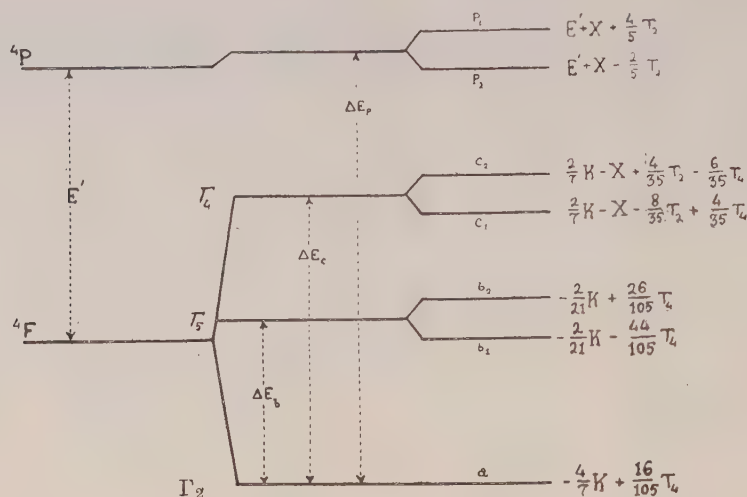 ⁴P
P₁
E′+X + 4/5 T₂
P₂
E′+X − 2/5 T₂
ΔE_P
E′
C₂
2/7 K − X + 4/35 T₂ − 6/35 T₄
Γ₄
C₁
2/7 K − X − 8/35 T₂ + 4/35 T₄
ΔE_c
b₂
−2/21 K + 26/105 T₄
Γ₅
⁴F
b₁
−2/21 K − 44/105 T₄
ΔE_b
Γ₂
a
−4/7 K + 16/105 T₄